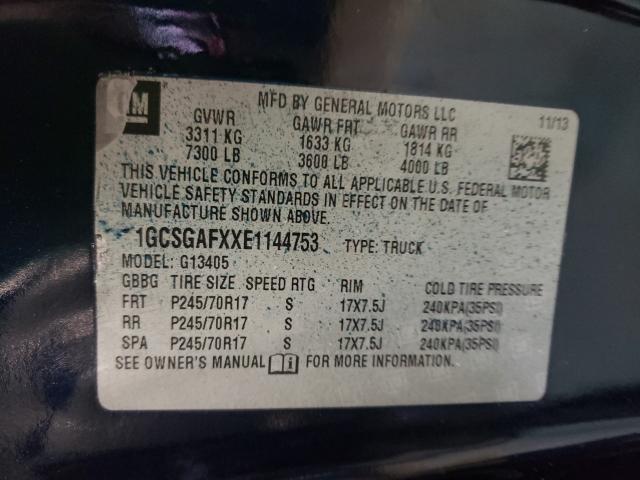 GM
MFD BY GENERAL MOTORS LLC
11/13
GVWR GAWR FRT GAWR RR
3311 KG 1633 KG 1814 KG
7300 LB 3600 LB 4000 LB
THIS VEHICLE CONFORMS TO ALL APPLICABLE U.S. FEDERAL MOTOR
VEHICLE SAFETY STANDARDS IN EFFECT ON THE DATE OF
MANUFACTURE SHOWN ABOVE.
1GCSGAFXXE1144753 TYPE: TRUCK
MODEL: G13405
GBBG TIRE SIZE SPEED RTG RIM COLD TIRE PRESSURE
FRT P245/70R17 S 17X7.5J 240KPA(35PSI)
RR P245/70R17 S 17X7.5J 240KPA(35PSI)
SPA P245/70R17 S 17X7.5J 240KPA(35PSI)
SEE OWNER'S MANUAL FOR MORE INFORMATION.